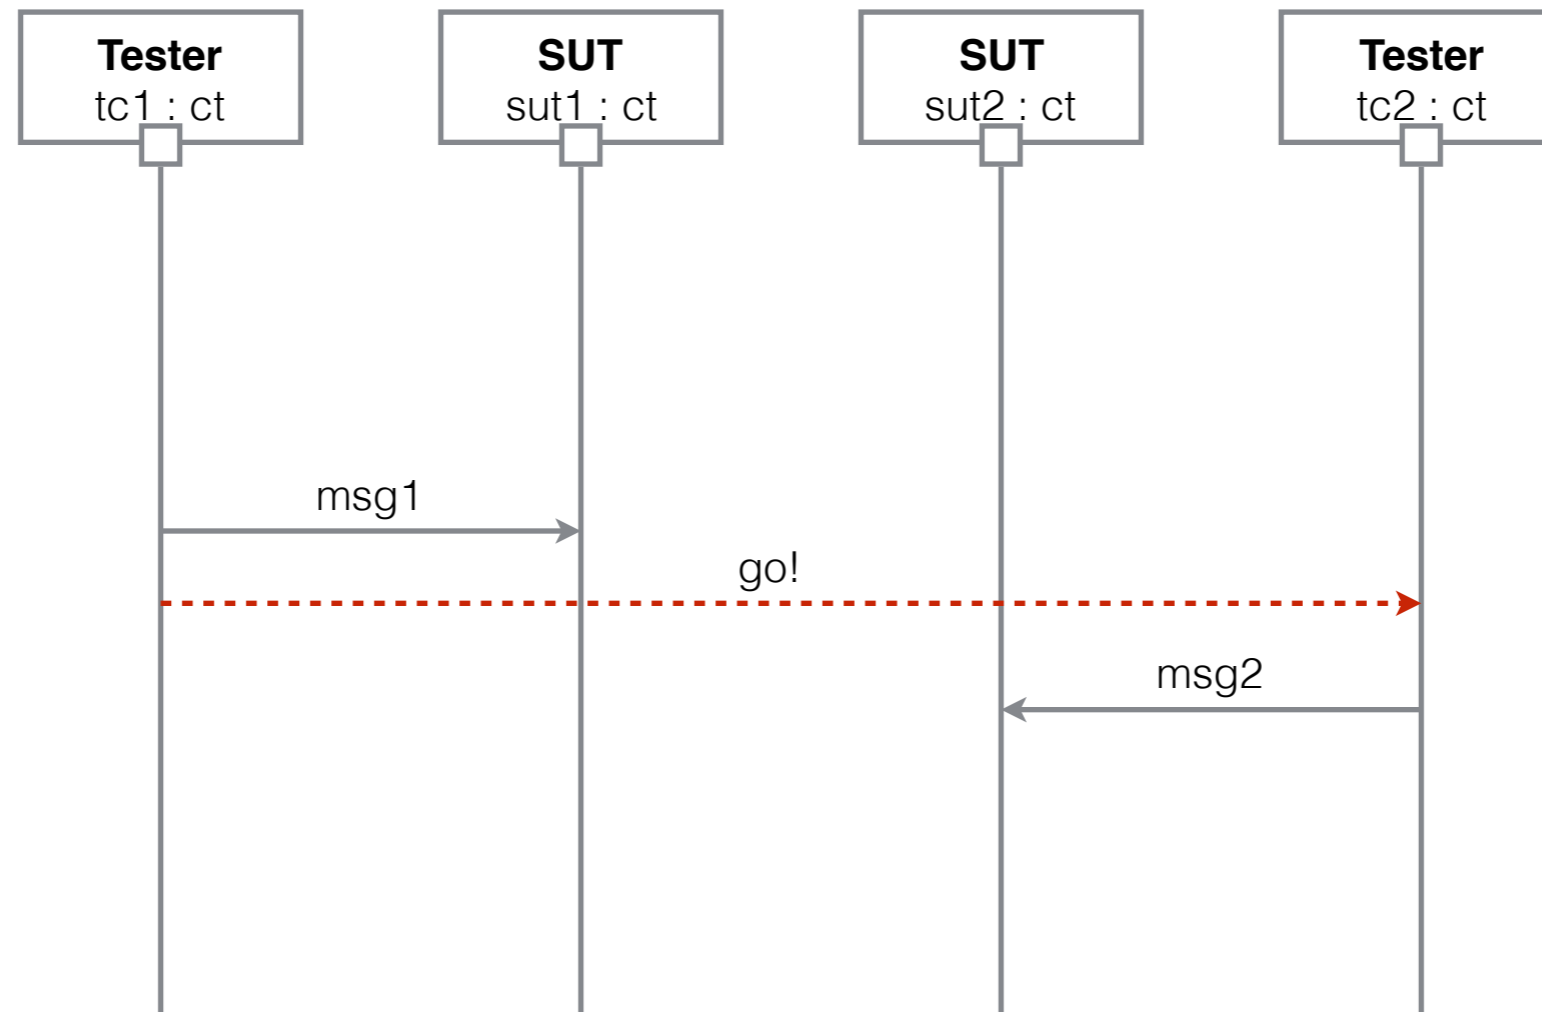 Tester
tc1 : ct
SUT
sut1 : ct
SUT
sut2 : ct
Tester
tc2 : ct
msg1
go!
msg2